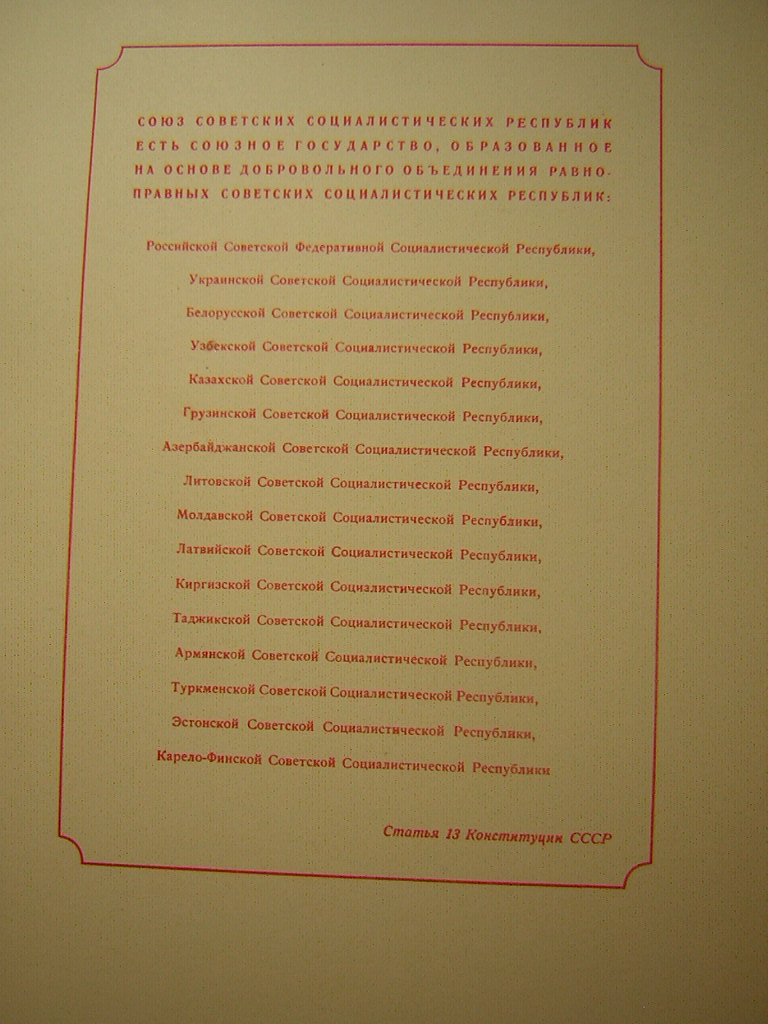 СОЮЗ СОВЕТСКИХ СОЦИАЛИСТИЧЕСКИХ РЕСПУБЛИК
ЕСТЬ СОЮЗНОЕ ГОСУДАРСТВО, ОБРАЗОВАННОЕ
НА ОСНОВЕ ДОБРОВОЛЬНОГО ОБЪЕДИНЕНИЯ РАВНО-
ПРАВНЫХ СОВЕТСКИХ СОЦИАЛИСТИЧЕСКИХ РЕСПУБЛИК:
Российской Советской Федеративной Социалистической Республики,
Украинской Советской Социалистической Республики,
Белорусской Советской Социалистической Республики,
Узбекской Советской Социалистической Республики,
Казахской Советской Социалистической Республики,
Грузинской Советской Социалистической Республики,
Азербайджанской Советской Социалистической Республики,
Литовской Советской Социалистической Республики,
Молдавской Советской Социалистической Республики,
Латвийской Советской Социалистической Республики,
Киргизской Советской Социалистической Республики,
Таджикской Советской Социалистической Республики,
Армянской Советской Социалистической Республики,
Туркменской Советской Социалистической Республики,
Эстонской Советской Социалистической Республики,
Карело-Финской Советской Социалистической Республики
Статья 13 Конституции СССР